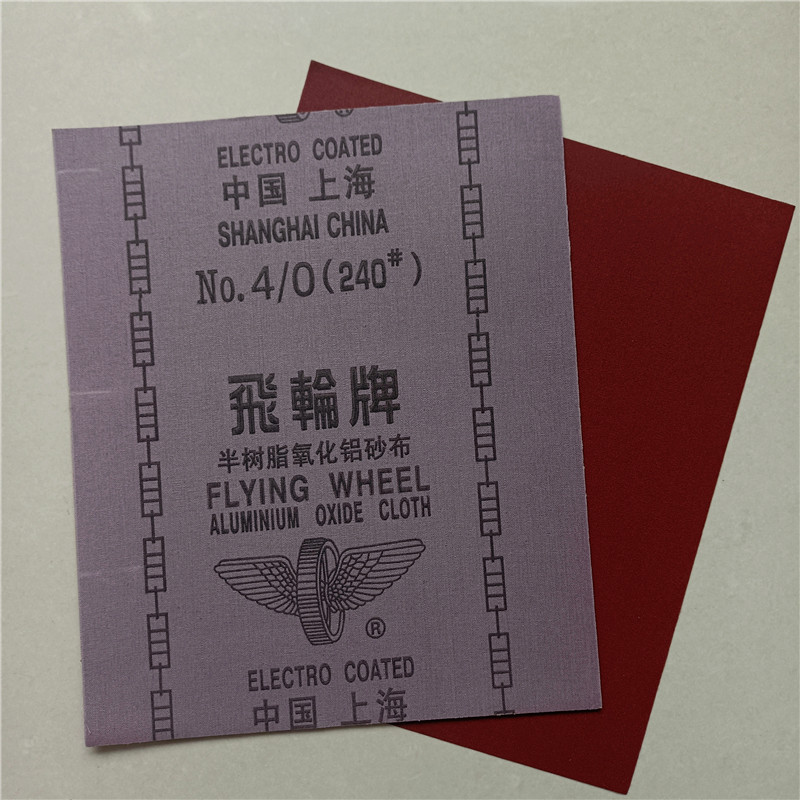 ®
ELECTRO COATED
中国 上海
SHANGHAI CHINA
No.4/0(240#)
飛輪牌
半树脂氧化铝砂布
FLYING WHEEL
ALUMINIUM OXIDE CLOTH
®
ELECTRO COATED
中国 上海